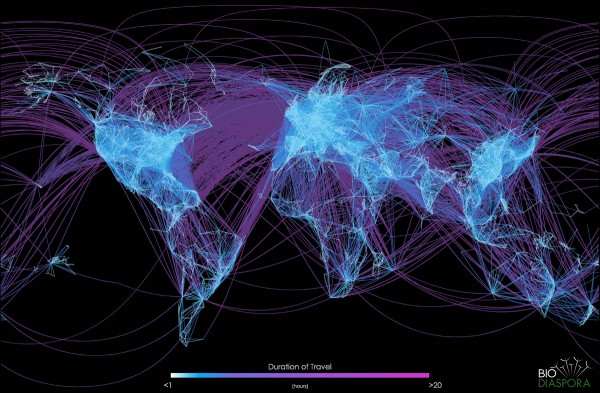 Duration of Travel
<1 [hours] >20
BIO
DIASPORA